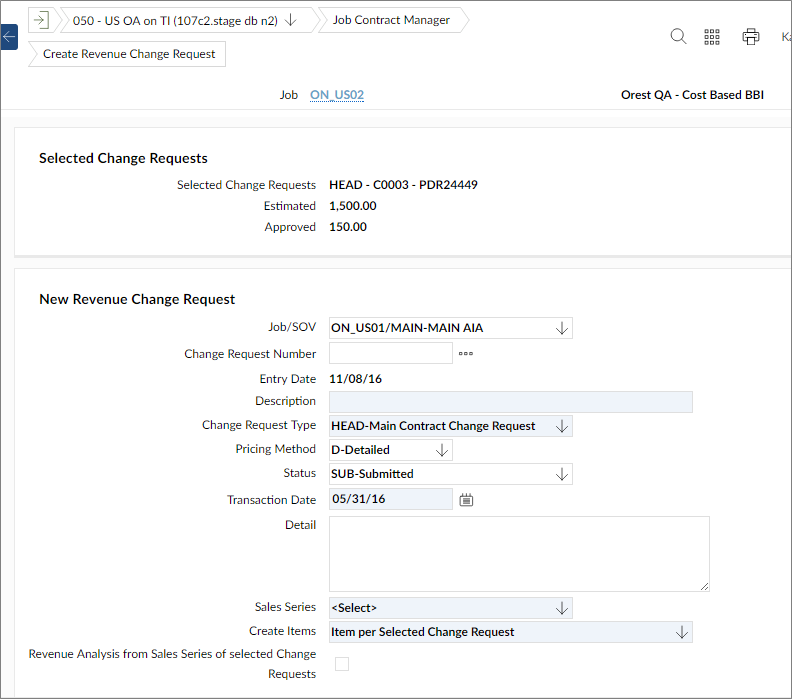 050 - US OA on TI (107c2.stage db n2)
Job Contract Manager
Create Revenue Change Request
Job ON_US02
Orest QA - Cost Based BBI
Selected Change Requests
Selected Change Requests HEAD - C0003 - PDR24449
Estimated 1,500.00
Approved 150.00
New Revenue Change Request
Job/SOV ON_US01/MAIN-MAIN AIA
Change Request Number
Entry Date 11/08/16
Description
Change Request Type HEAD-Main Contract Change Request
Pricing Method D-Detailed
Status SUB-Submitted
Transaction Date 05/31/16
Detail
Sales Series <Select>
Create Items Item per Selected Change Request
Revenue Analysis from Sales Series of selected Change
Requests